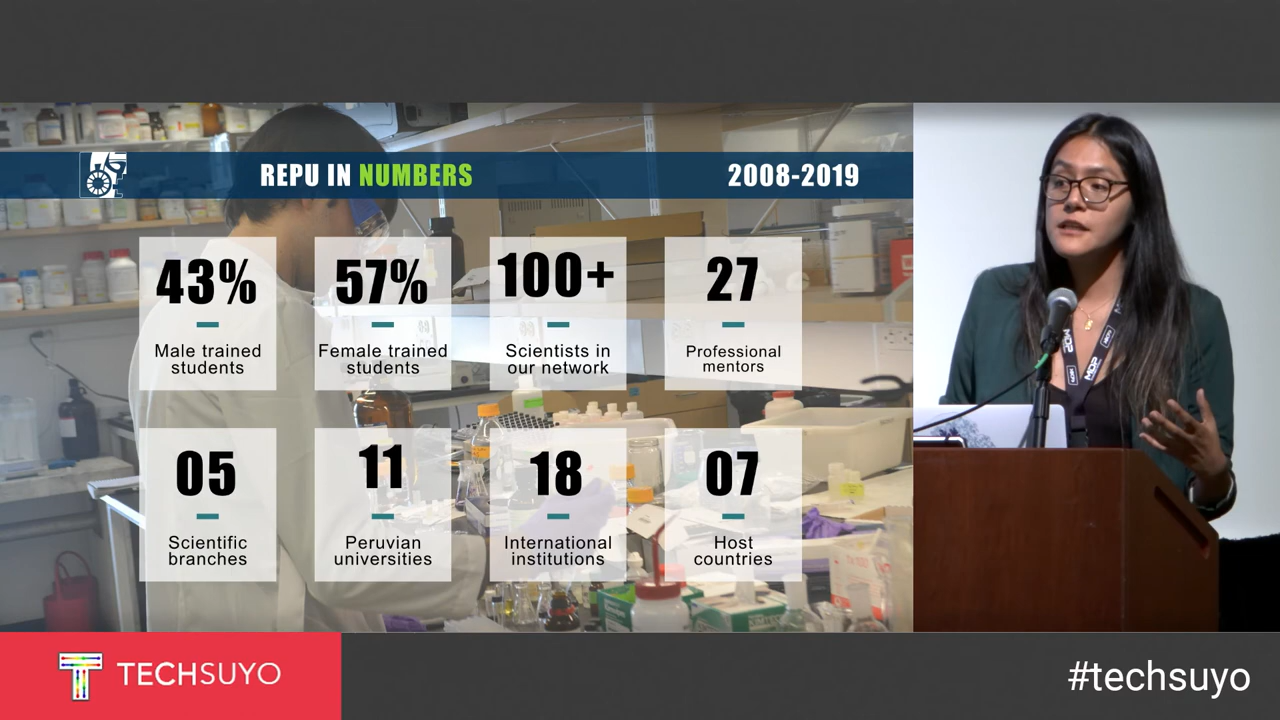 REPU IN NUMBERS
2008-2019
43%
Male trained
students
57%
Female trained
students
100+
Scientists in
our network
27
Professional
mentors
05
Scientific
branches
11
Peruvian
universities
18
International
institutions
07
Host
countries
TECHSUYO
#techsuyo